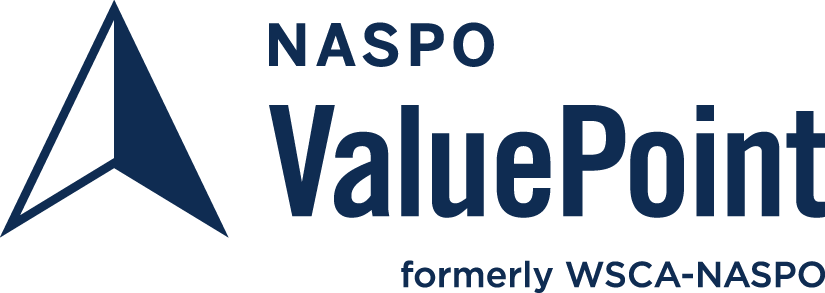 NASPO
ValuePoint
formerly WSCA-NASPO